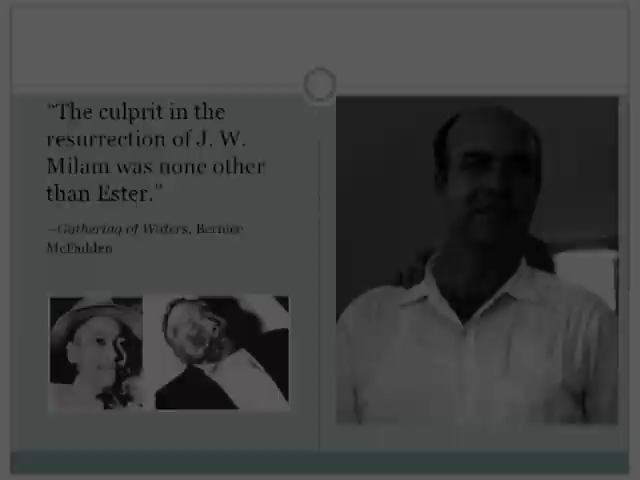 "The culprit in the
resurrection of J. W.
Milam was none other
than Ester."
–Gathering of Waters, Bernice
McFadden